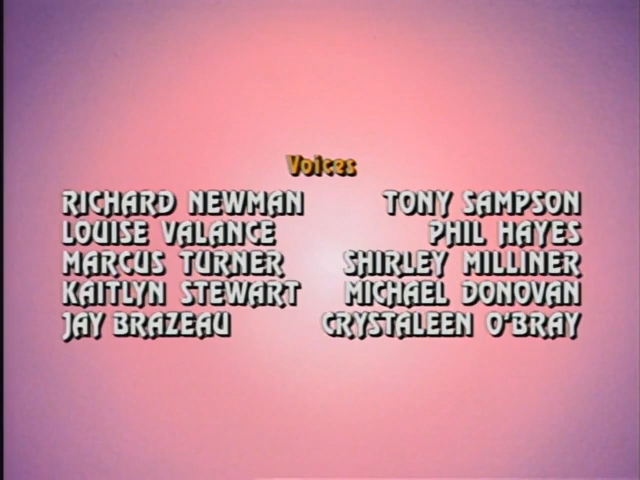 Voices
RICHARD NEWMAN TONY SAMPSON
LOUISE VALANCE PHIL HAYES
MARCUS TURNER SHIRLEY MILLINER
KAITLYN STEWART MICHAEL DONOVAN
JAY BRAZEAU CRYSTALEEN O'BRAY